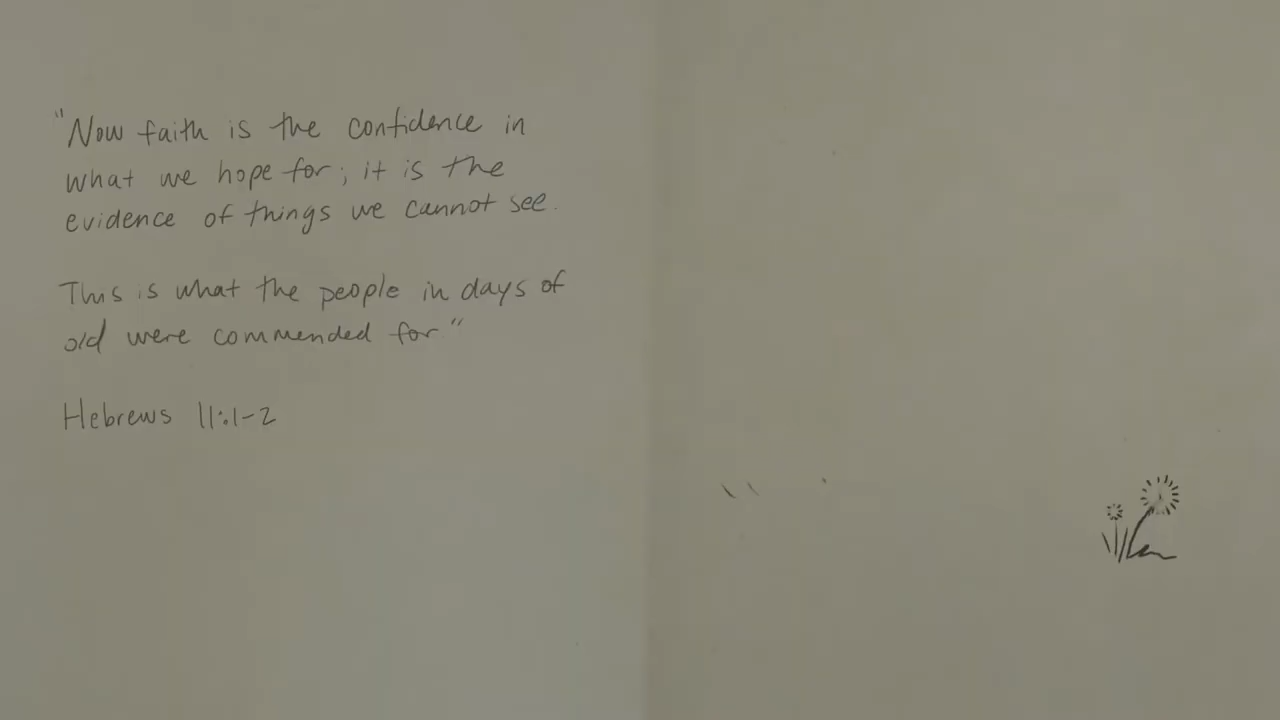 "Now faith is the confidence in
what we hope for; it is the
evidence of things we cannot see.
This is what the people in days of
old were commended for."
Hebrews 11:1-2